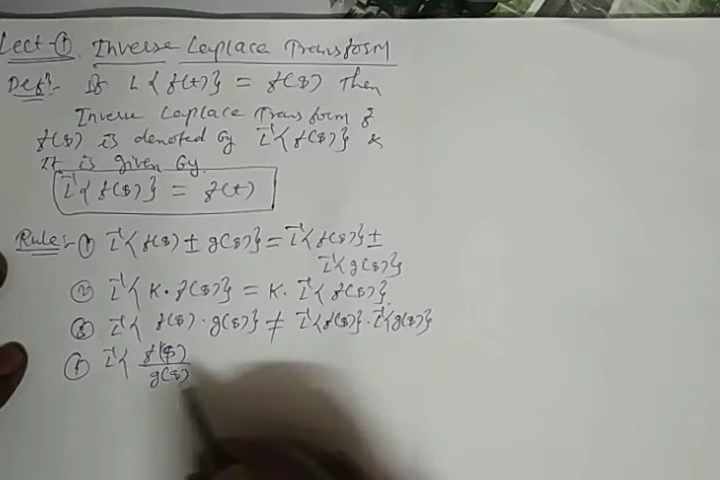 Lect-① Inverse Laplace Transform
Defⁿ:- If L{f(t)} = f(s) Then
Inverse Laplace Transform of
f(s) is denoted by L⁻¹{f(s)} &
It is given by.
L⁻¹{f(s)} = f(t)
Rules:- ① L⁻¹{f(s) ± g(s)} = L⁻¹{f(s)} ±
L⁻¹{g(s)}
② L⁻¹{K·f(s)} = K· L⁻¹{f(s)}
③ L⁻¹{f(s)·g(s)} ≠ L⁻¹{f(s)}·L⁻¹{g(s)}
④ L⁻¹{f(s)/g(s)